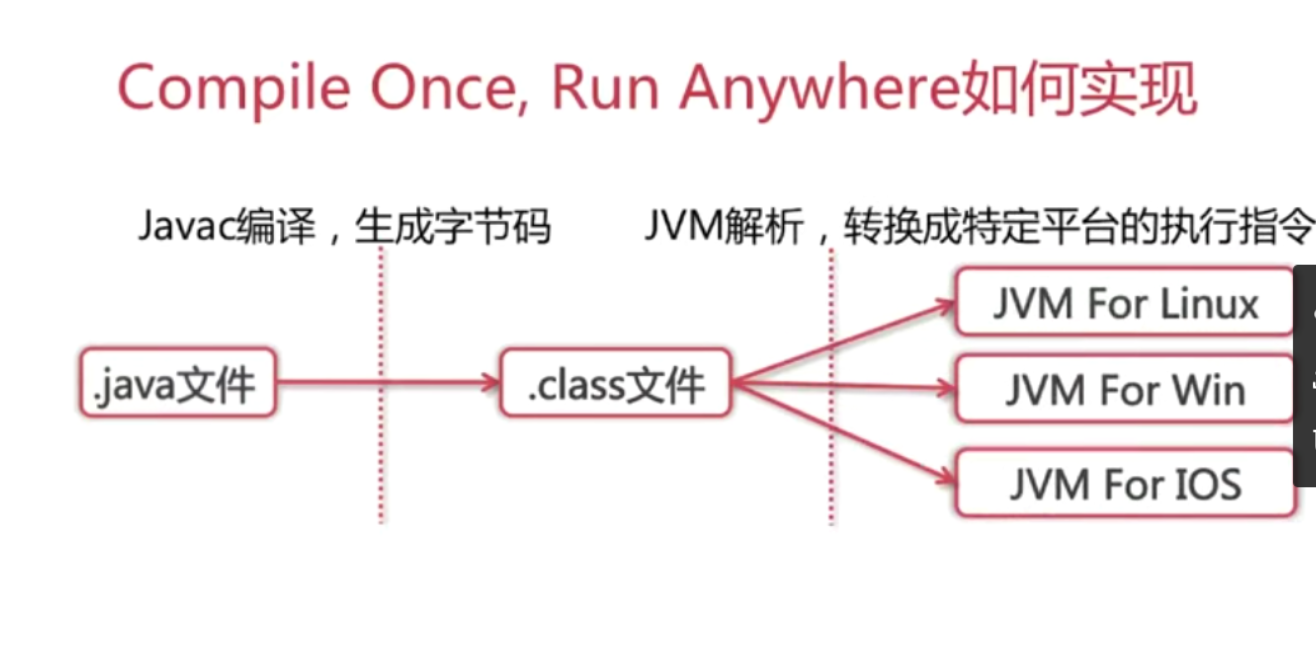 Compile Once, Run Anywhere如何实现
Javac编译，生成字节码
JVM解析，转换成特定平台的执行指令
.java文件
.class文件
JVM For Linux
JVM For Win
JVM For IOS